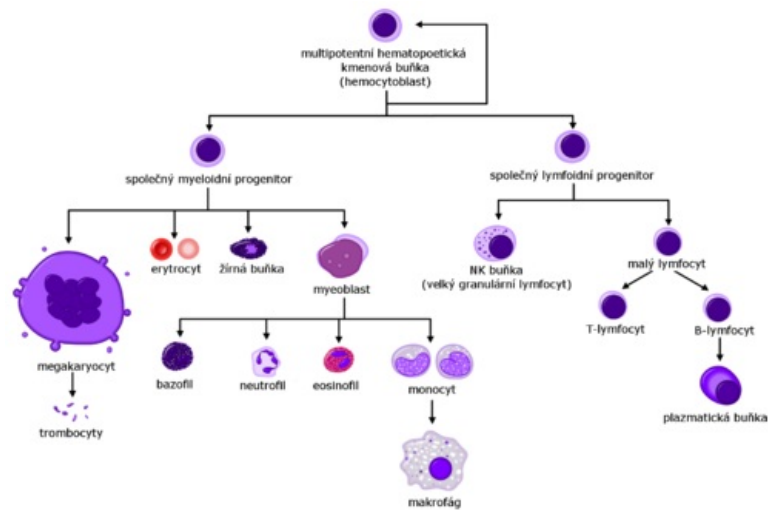 multipotentní hematopoetická
kmenová buňka
(hemocytoblast)
společný myeloidní progenitor
společný lymfoidní progenitor
erytrocyt
žírná buňka
myeoblast
NK buňka
(velký granulární lymfocyt)
malý lymfocyt
T-lymfocyt
B-lymfocyt
megakaryocyt
bazofil
neutrofil
eosinofil
monocyt
plazmatická buňka
trombocyty
makrofág